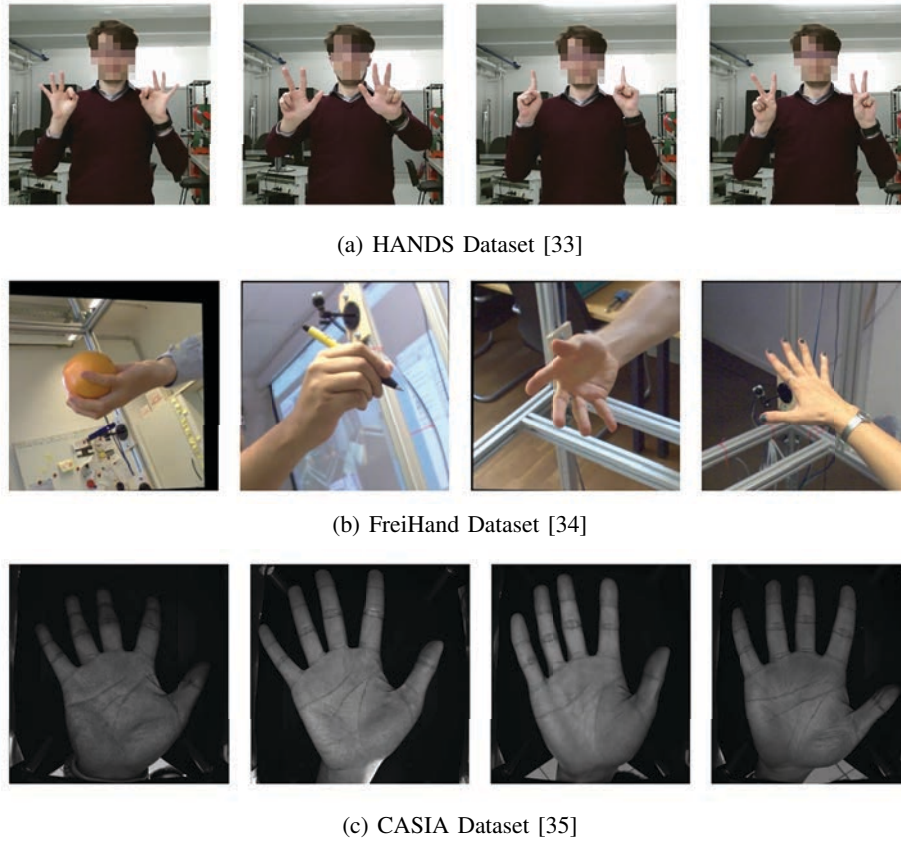 (a) HANDS Dataset [33]
(b) FreiHand Dataset [34]
(c) CASIA Dataset [35]